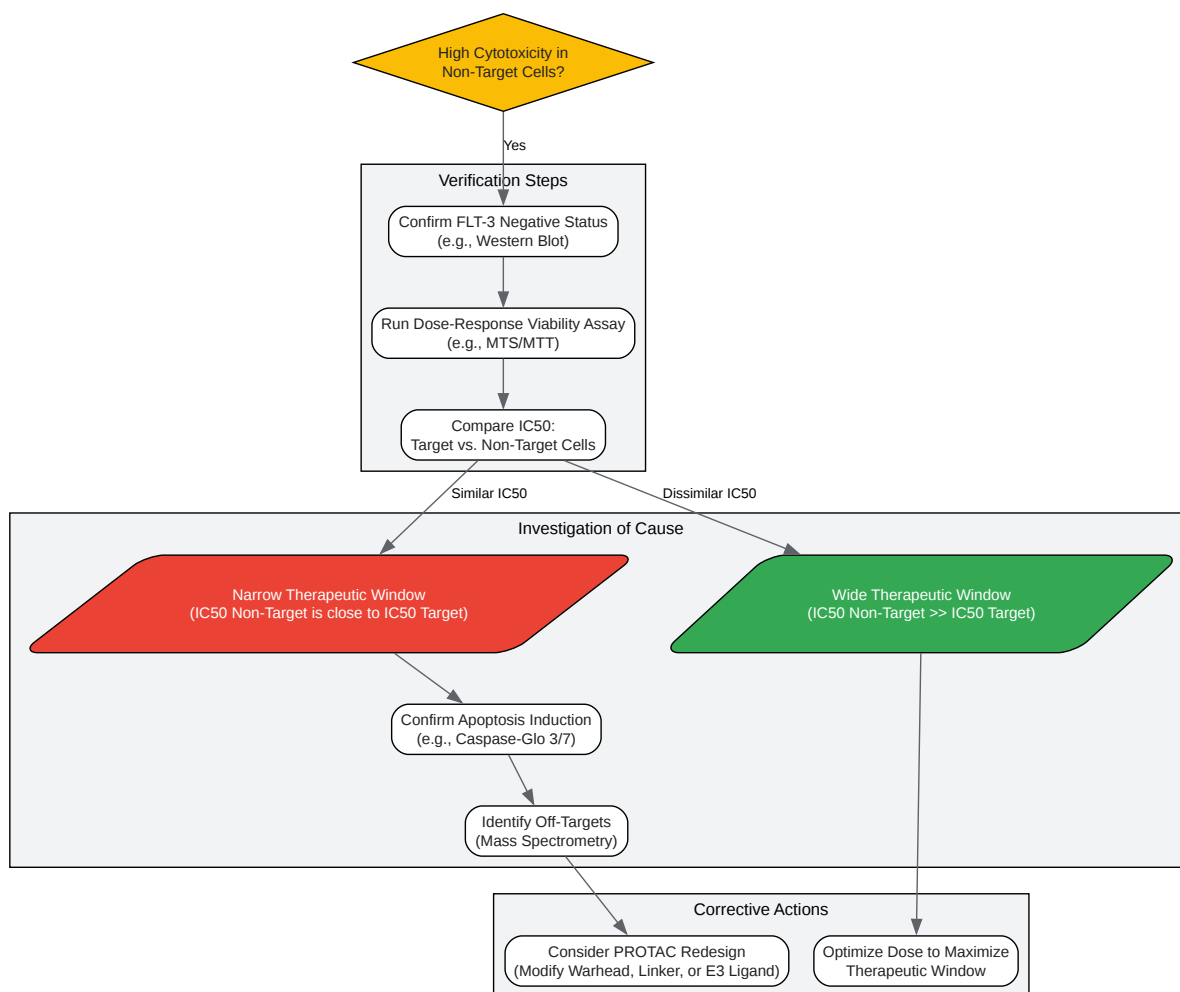 High Cytotoxicity in
Non-Target Cells?
Yes
Verification Steps
Confirm FLT-3 Negative Status
(e.g., Western Blot)
Run Dose-Response Viability Assay
(e.g., MTS/MTT)
Compare IC50:
Target vs. Non-Target Cells
Similar IC50
Dissimilar IC50
Investigation of Cause
Narrow Therapeutic Window
(IC50 Non-Target is close to IC50 Target)
Wide Therapeutic Window
(IC50 Non-Target >> IC50 Target)
Confirm Apoptosis Induction
(e.g., Caspase-Glo 3/7)
Identify Off-Targets
(Mass Spectrometry)
Corrective Actions
Consider PROTAC Redesign
(Modify Warhead, Linker, or E3 Ligand)
Optimize Dose to Maximize
Therapeutic Window